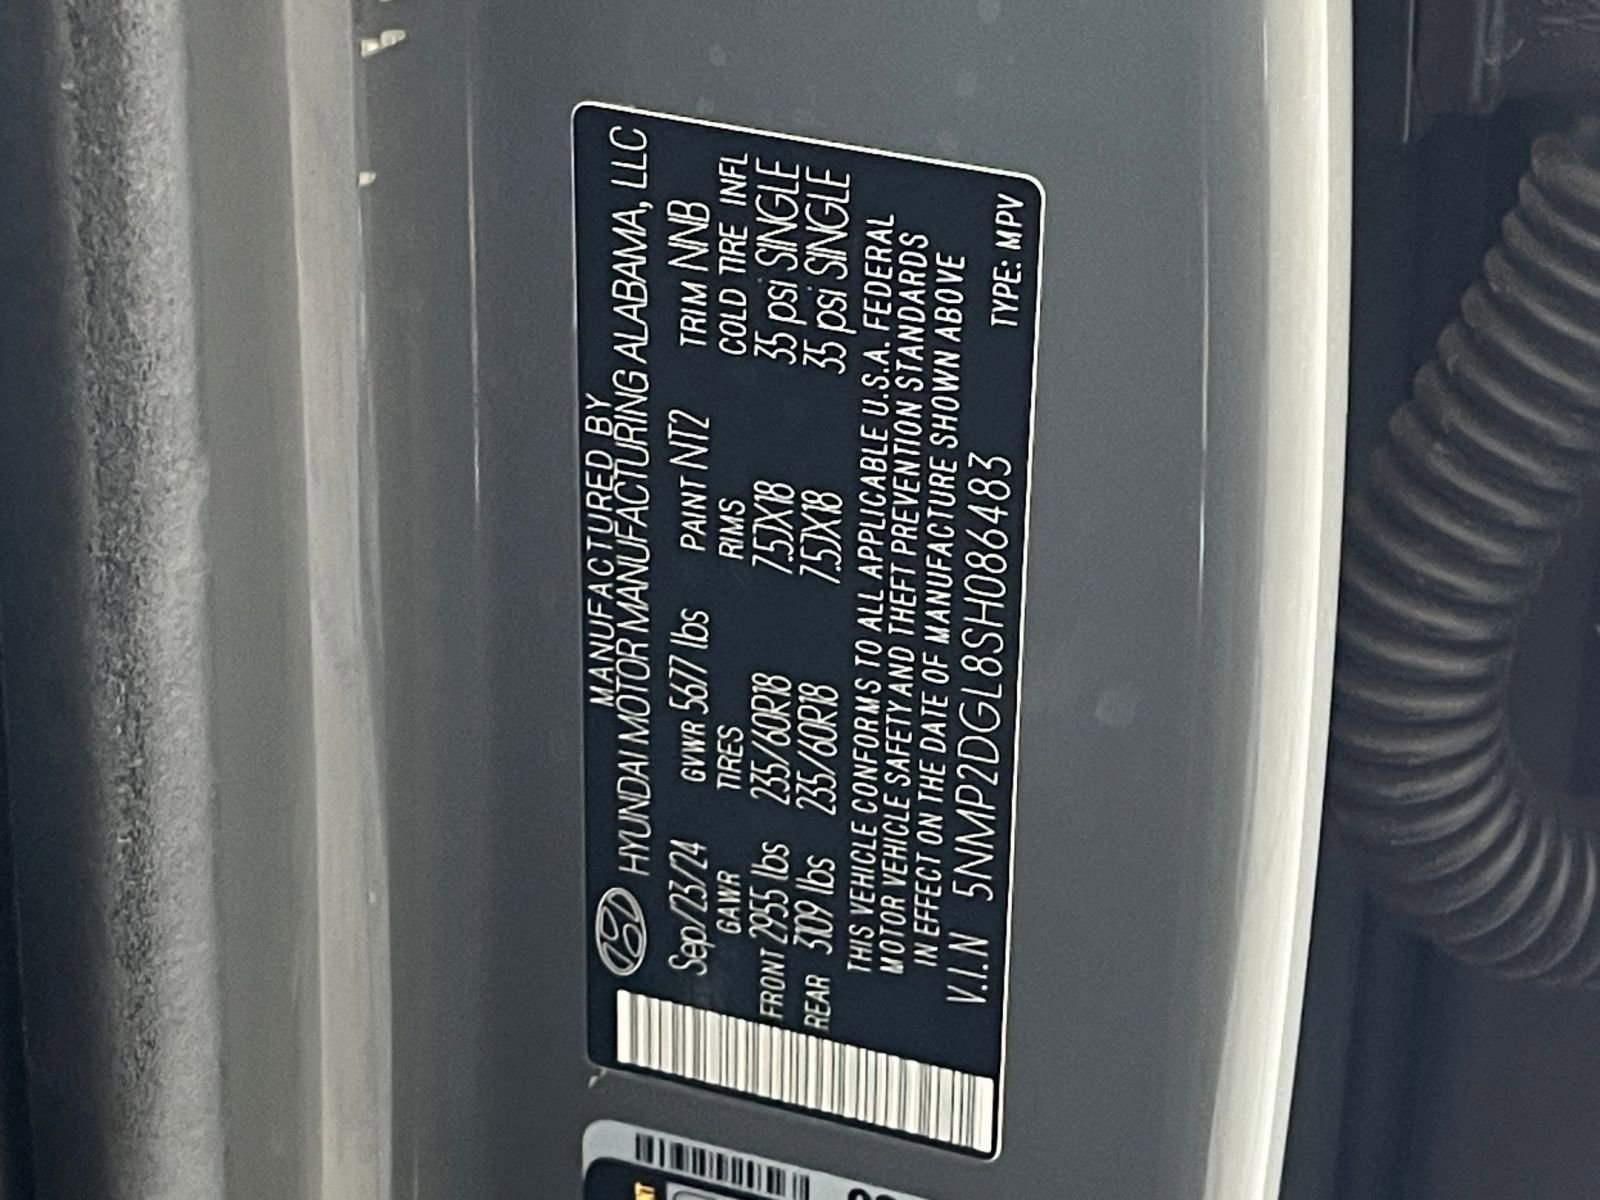 MANUFACTURED BY
HYUNDAI MOTOR MANUFACTURING ALABAMA, LLC
Sep/23/24 GVWR 5677 lbs PAINT NT2 TRIM NNB
GAWR TIRES RIMS COLD TIRE INFL
FRONT 2955 lbs 235/60R18 7.5JX18 35 psi SINGLE
REAR 3109 lbs 235/60R18 7.5JX18 35 psi SINGLE
THIS VEHICLE CONFORMS TO ALL APPLICABLE U.S.A. FEDERAL
MOTOR VEHICLE SAFETY AND THEFT PREVENTION STANDARDS
IN EFFECT ON THE DATE OF MANUFACTURE SHOWN ABOVE
V.I.N 5NMP2DGL8SH086483 TYPE: MPV